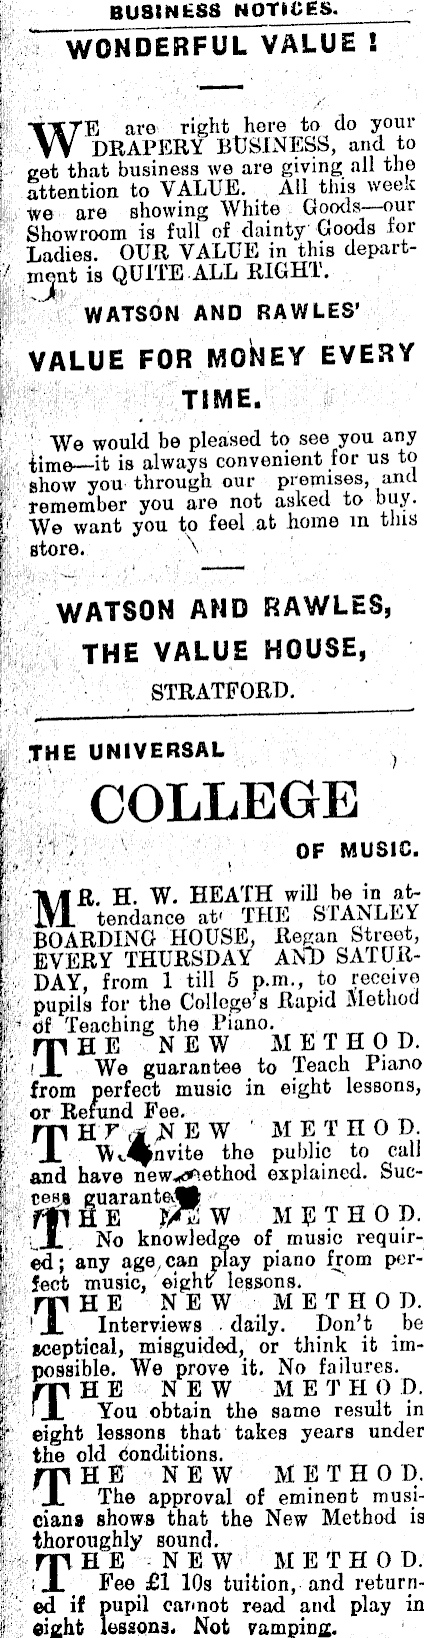 BUSINESS NOTICES.
WONDERFUL VALUE !
WE are right here to do your
DRAPERY BUSINESS, and to
get that business we are giving all the
attention to VALUE. All this week
we are showing White Goods—our
Showroom is full of dainty Goods for
Ladies. OUR VALUE in this depart-
ment is QUITE ALL RIGHT.
WATSON AND RAWLES'
VALUE FOR MONEY EVERY
TIME.
We would be pleased to see you any
time—it is always convenient for us to
show you through our premises, and
remember you are not asked to buy.
We want you to feel at home in this
store.
WATSON AND RAWLES,
THE VALUE HOUSE,
STRATFORD.
THE UNIVERSAL
COLLEGE
OF MUSIC.
MR. H. W. HEATH will be in at-
tendance at THE STANLEY
BOARDING HOUSE, Regan Street,
EVERY THURSDAY AND SATUR-
DAY, from 1 till 5 p.m., to receive
pupils for the College's Rapid Method
of Teaching the Piano.
THE NEW METHOD.
We guarantee to Teach Piano
from perfect music in eight lessons,
or Refund Fee.
THE NEW METHOD.
We invite the public to call
and have new method explained. Suc-
cess guaranteed.
THE NEW METHOD.
No knowledge of music requir-
ed; any age can play piano from per-
fect music, eight lessons.
THE NEW METHOD.
Interviews daily. Don't be
sceptical, misguided, or think it im-
possible. We prove it. No failures.
THE NEW METHOD.
You obtain the same result in
eight lessons that takes years under
the old conditions.
THE NEW METHOD.
The approval of eminent musi-
cians shows that the New Method is
thoroughly sound.
THE NEW METHOD.
Fee £1 10s tuition, and return-
ed if pupil cannot read and play in
eight lessons. Not vamping.